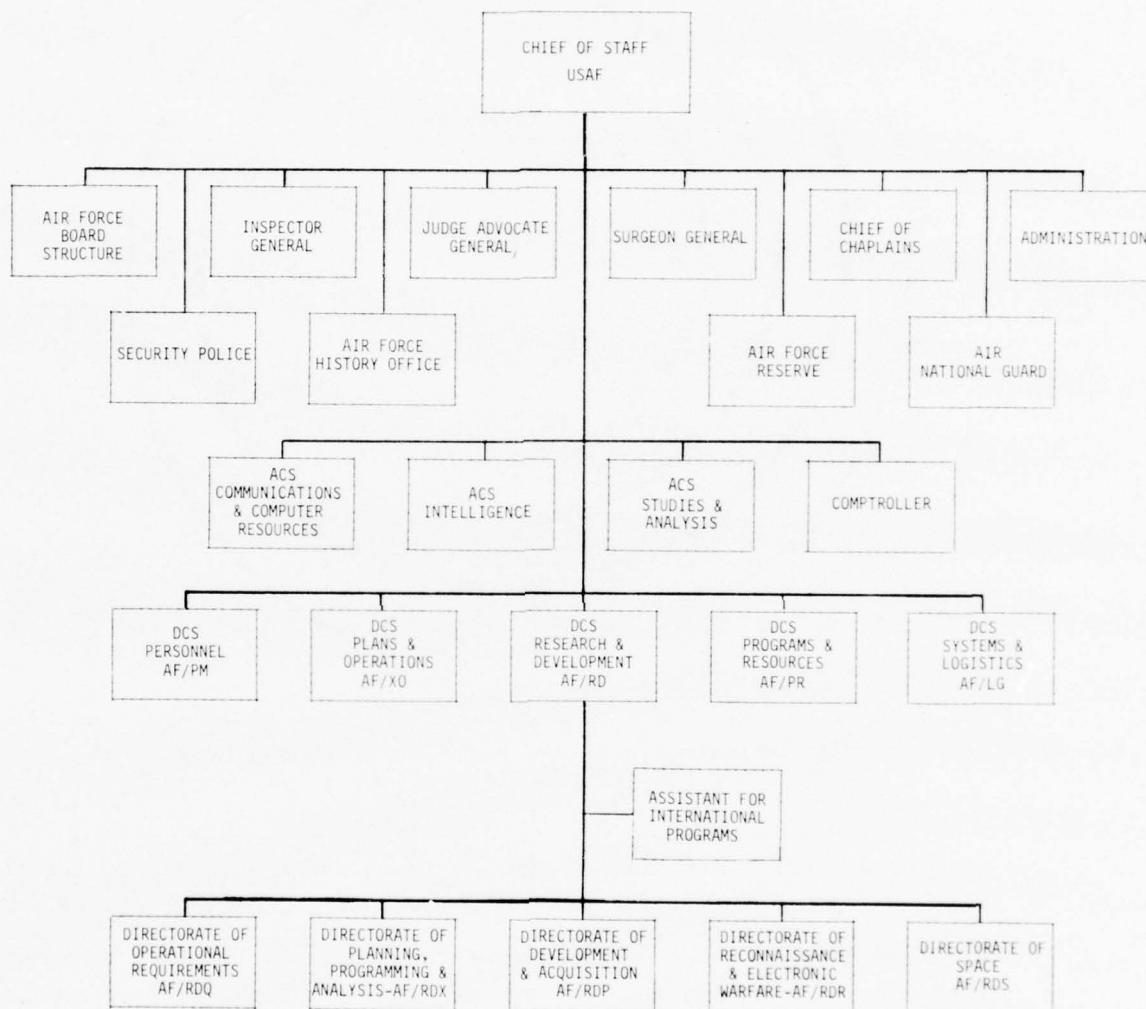 CHIEF OF STAFF
USAF
AIR FORCE
BOARD
STRUCTURE
INSPECTOR
GENERAL
JUDGE ADVOCATE
GENERAL,
SURGEON GENERAL
CHIEF OF
CHAPLAINS
ADMINISTRATION
SECURITY POLICE
AIR FORCE
HISTORY OFFICE
AIR FORCE
RESERVE
AIR
NATIONAL GUARD
ACS
COMMUNICATIONS
& COMPUTER
RESOURCES
ACS
INTELLIGENCE
ACS
STUDIES &
ANALYSIS
COMPTROLLER
DCS
PERSONNEL
AF/PM
DCS
PLANS &
OPERATIONS
AF/XO
DCS
RESEARCH &
DEVELOPMENT
AF/RD
DCS
PROGRAMS &
RESOURCES
AF/PR
DCS
SYSTEMS &
LOGISTICS
AF/LG
ASSISTANT FOR
INTERNATIONAL
PROGRAMS
DIRECTORATE OF
OPERATIONAL
REQUIREMENTS
AF/RDQ
DIRECTORATE OF
PLANNING,
PROGRAMMING &
ANALYSIS-AF/RDX
DIRECTORATE OF
DEVELOPMENT
& ACQUISITION
AF/RDP
DIRECTORATE OF
RECONNAISSANCE
& ELECTRONIC
WARFARE-AF/RDR
DIRECTORATE OF
SPACE
AF/RDS